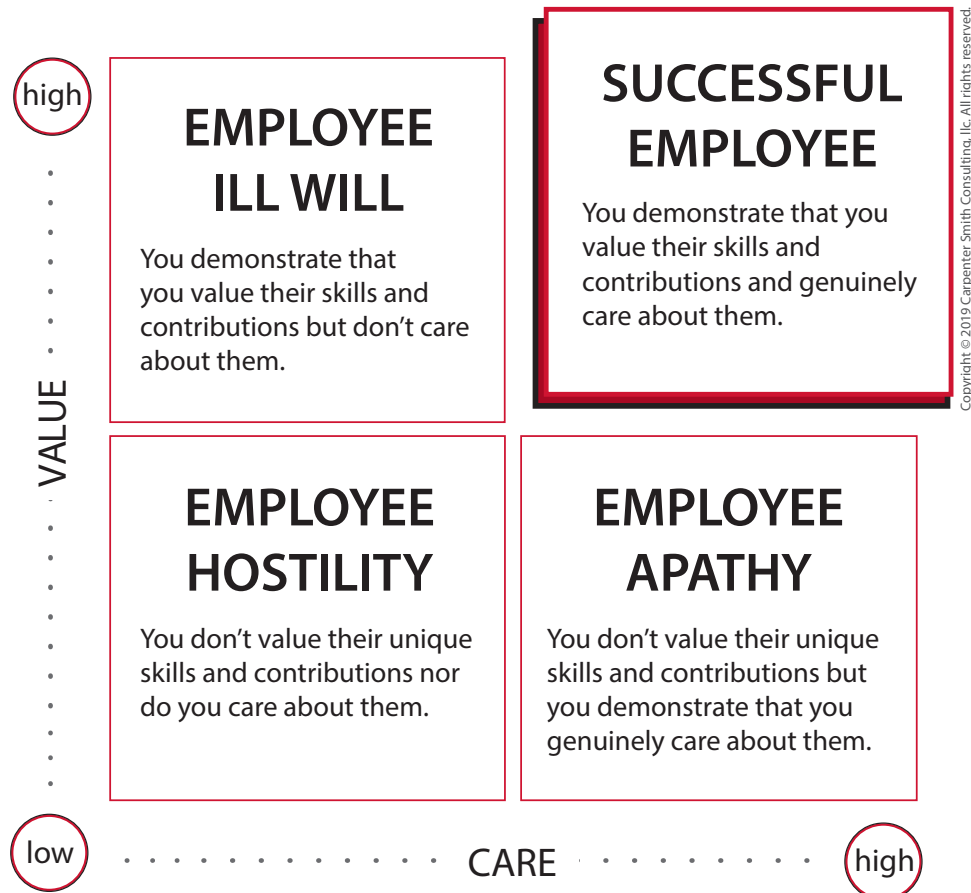 high
EMPLOYEE
ILL WILL
You demonstrate that
you value their skills and
contributions but don’t care
about them.
SUCCESSFUL
EMPLOYEE
You demonstrate that you
value their skills and
contributions and genuinely
care about them.
Copyright © 2019 Carpenter Smith Consulting, llc. All rights reserved.
VALUE
EMPLOYEE
HOSTILITY
You don’t value their unique
skills and contributions nor
do you care about them.
EMPLOYEE
APATHY
You don’t value their unique
skills and contributions but
you demonstrate that you
genuinely care about them.
low
CARE
high